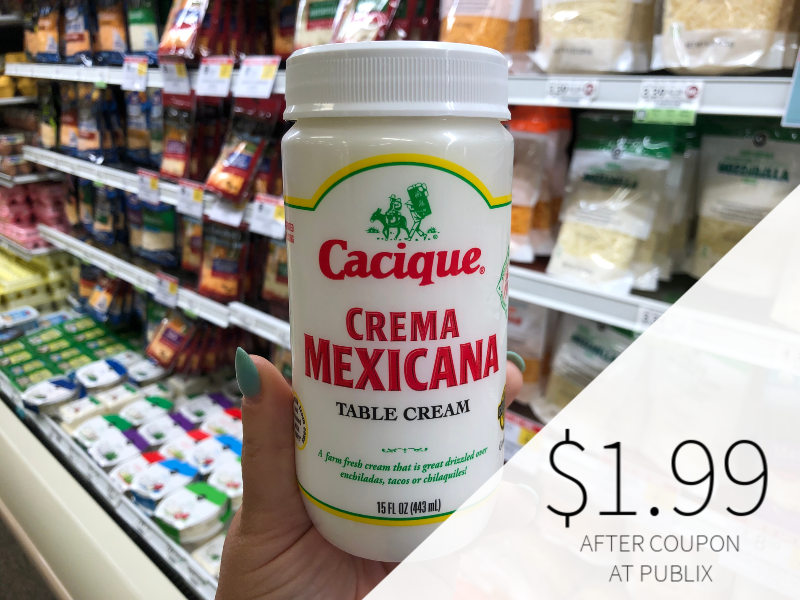 Cacique®
CREMA
MEXICANA
TABLE CREAM
A farm fresh cream that is great drizzled over
enchiladas, tacos or chilaquiles!
15 FL OZ (443 mL)
$1.99
AFTER COUPON
AT PUBLIX